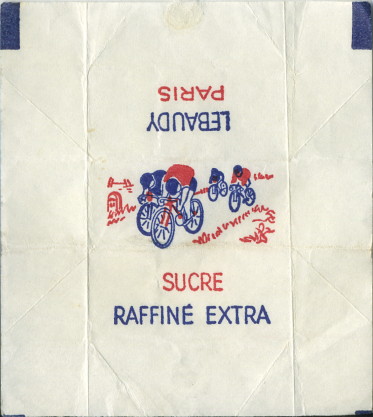 PARIS
LEBAUDY
SUCRE
RAFFINÉ EXTRA